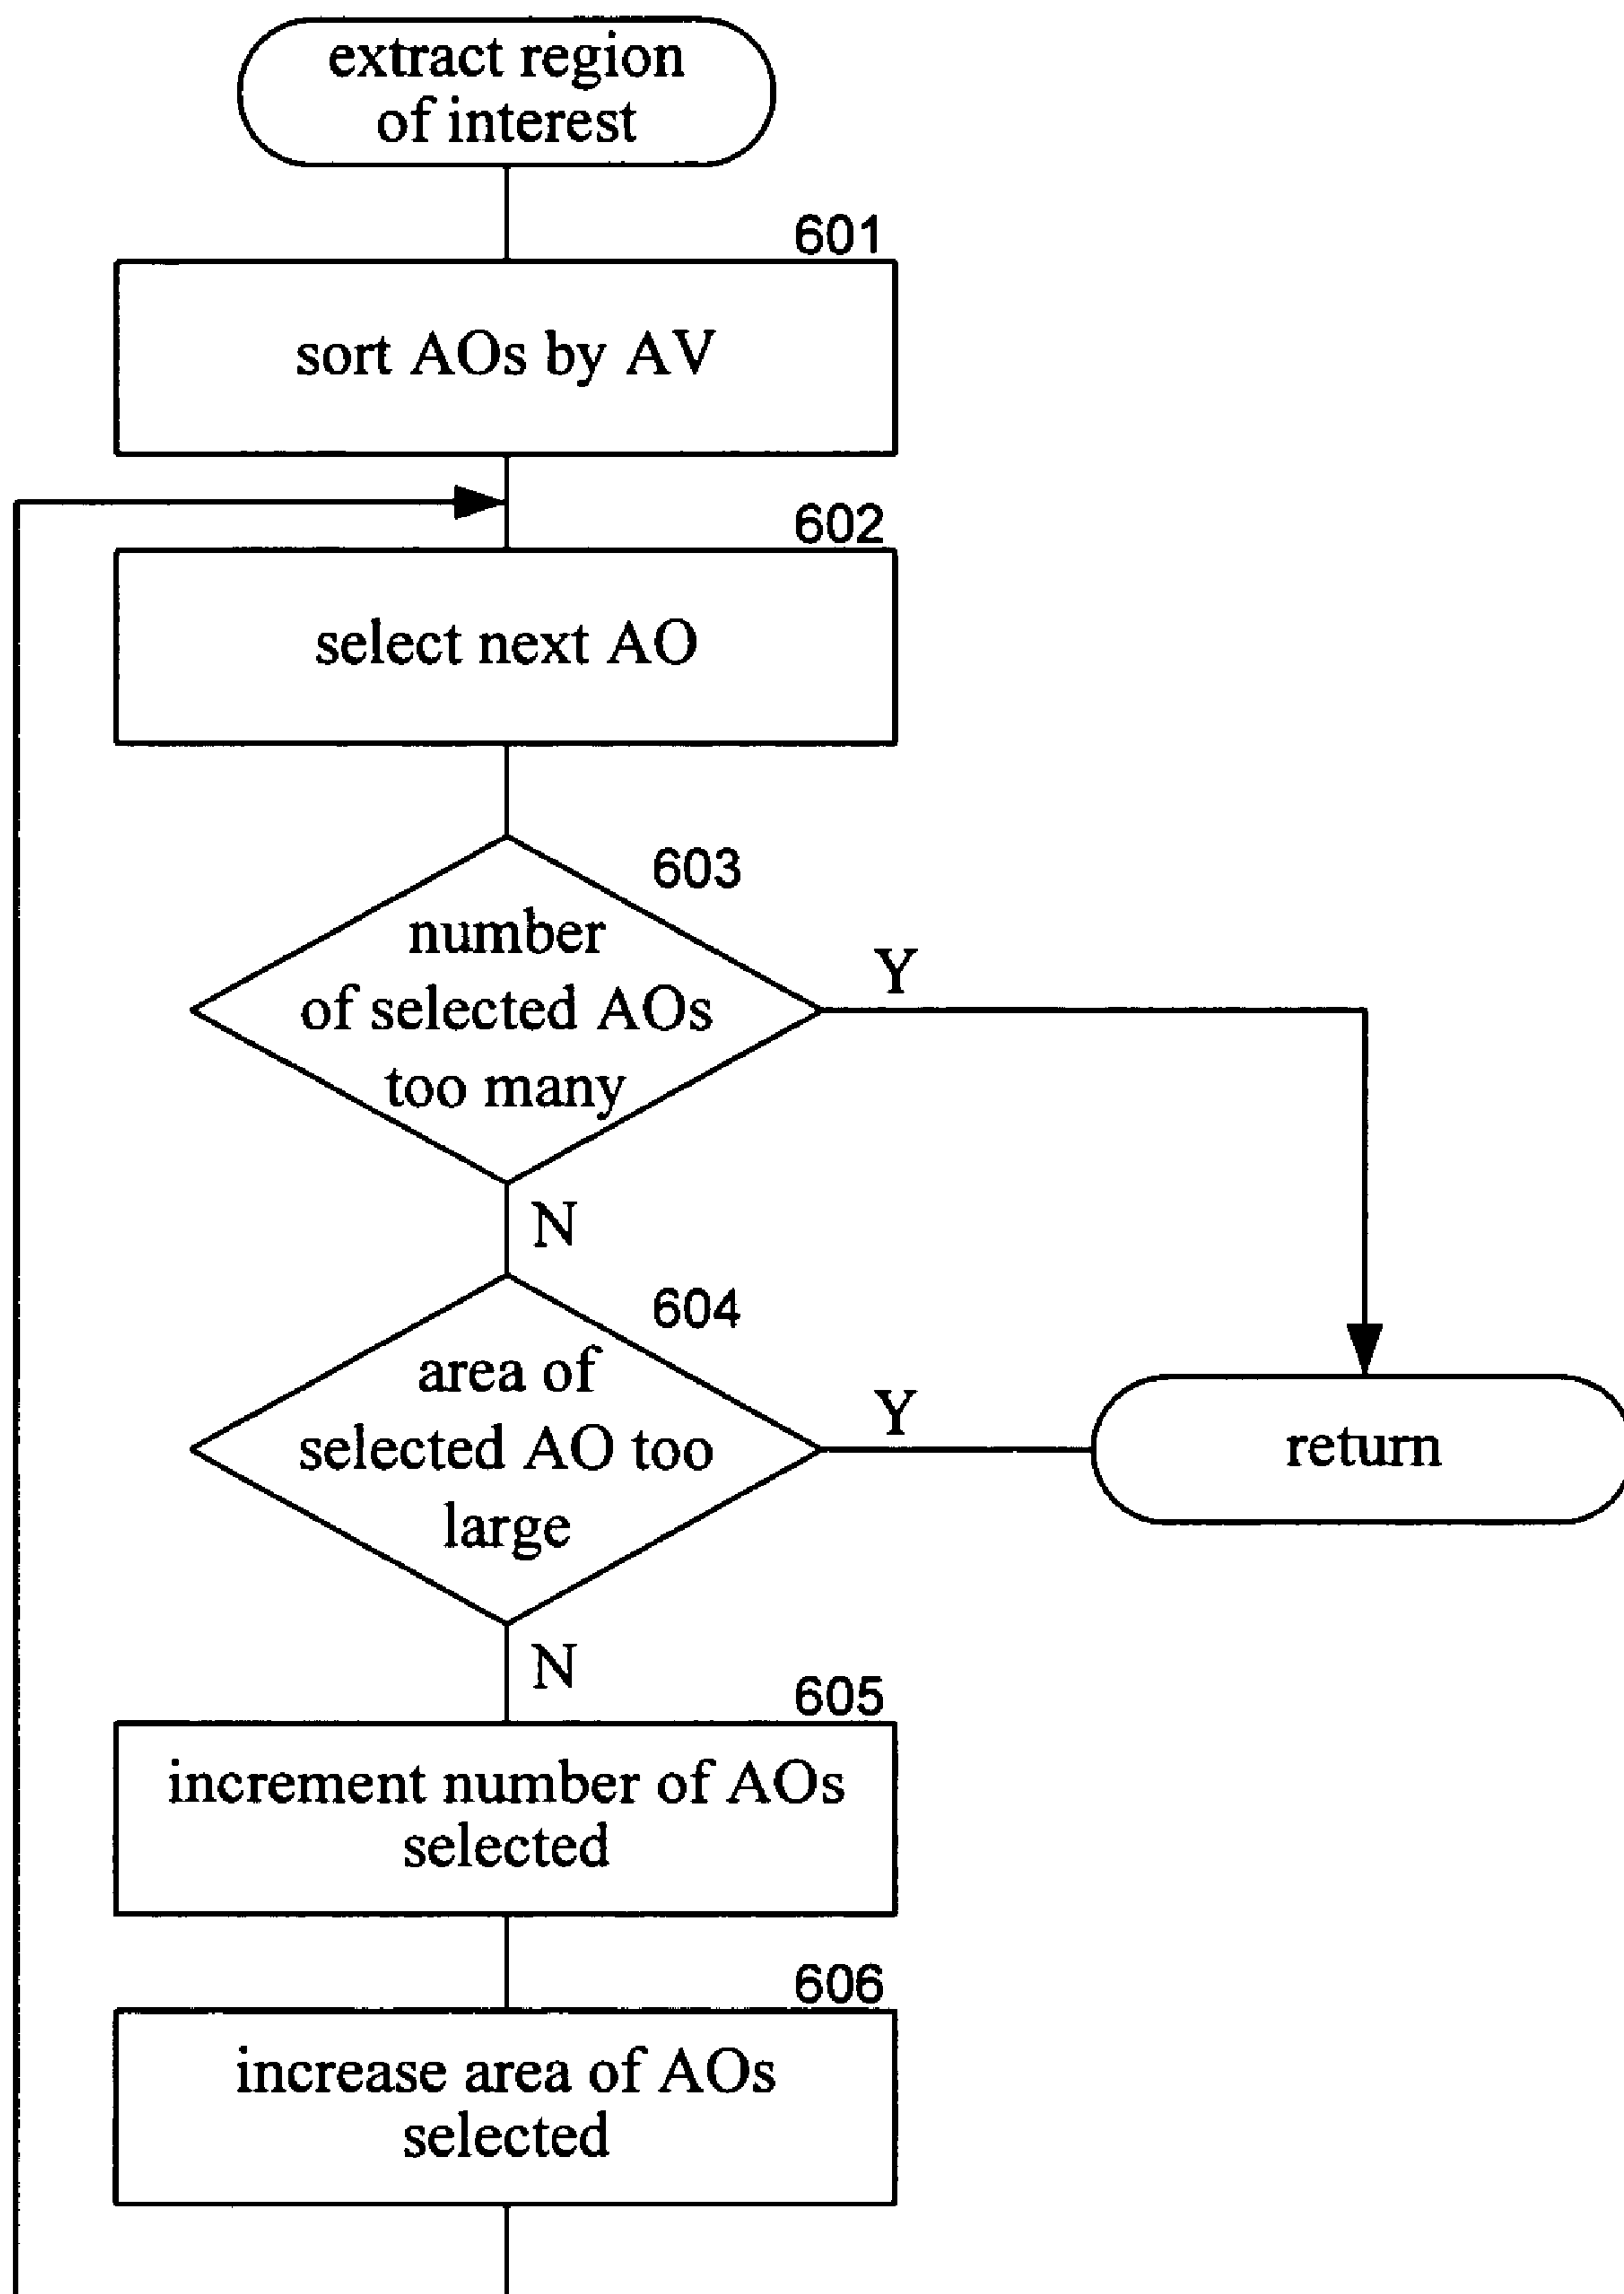 extract region
of interest
601
sort AOs by AV
602
select next AO
603
number
of selected AOs
too many
Y
N
604
area of
selected AO too
large
Y
return
N
605
increment number of AOs
selected
606
increase area of AOs
selected